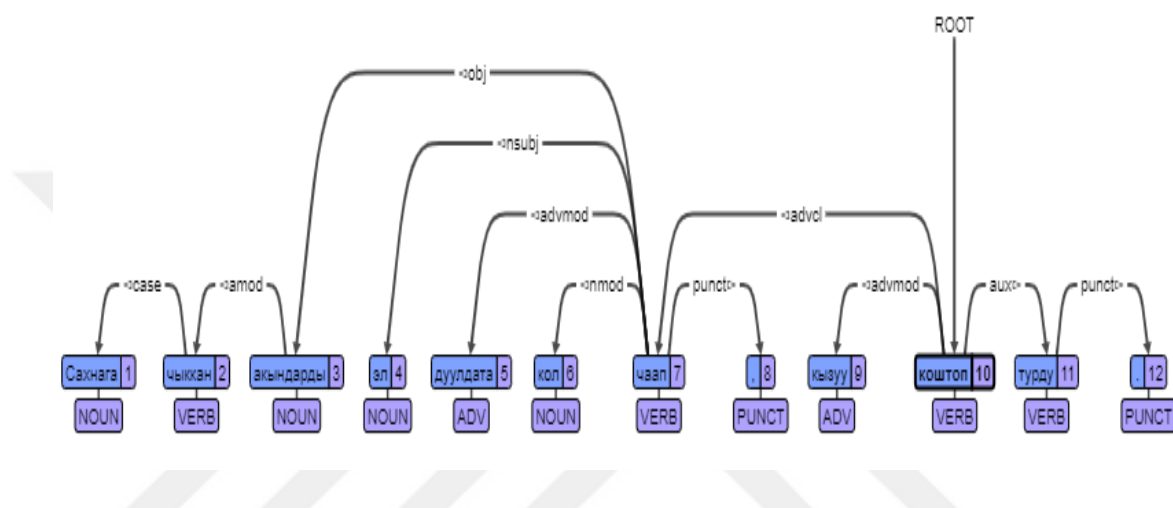 ROOT
◅obj
◅nsubj
◅advmod ◅advcl
◅case ◅amod ◅nmod punct▻ ◅advmod aux▻ punct▻
Сахнага 1 чыккан 2 акындарды 3 эл 4 дуулдата 5 кол 6 чаап 7 , 8 кызуу 9 коштоп 10 турду 11 . 12
NOUN VERB NOUN NOUN ADV NOUN VERB PUNCT ADV VERB VERB PUNCT